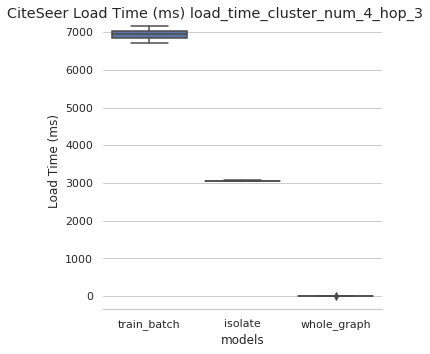 CiteSeer Load Time (ms) load_time_cluster_num_4_hop_3
7000
6000
5000
4000
3000
2000
1000
0
Load Time (ms)
train_batch isolate whole_graph
models